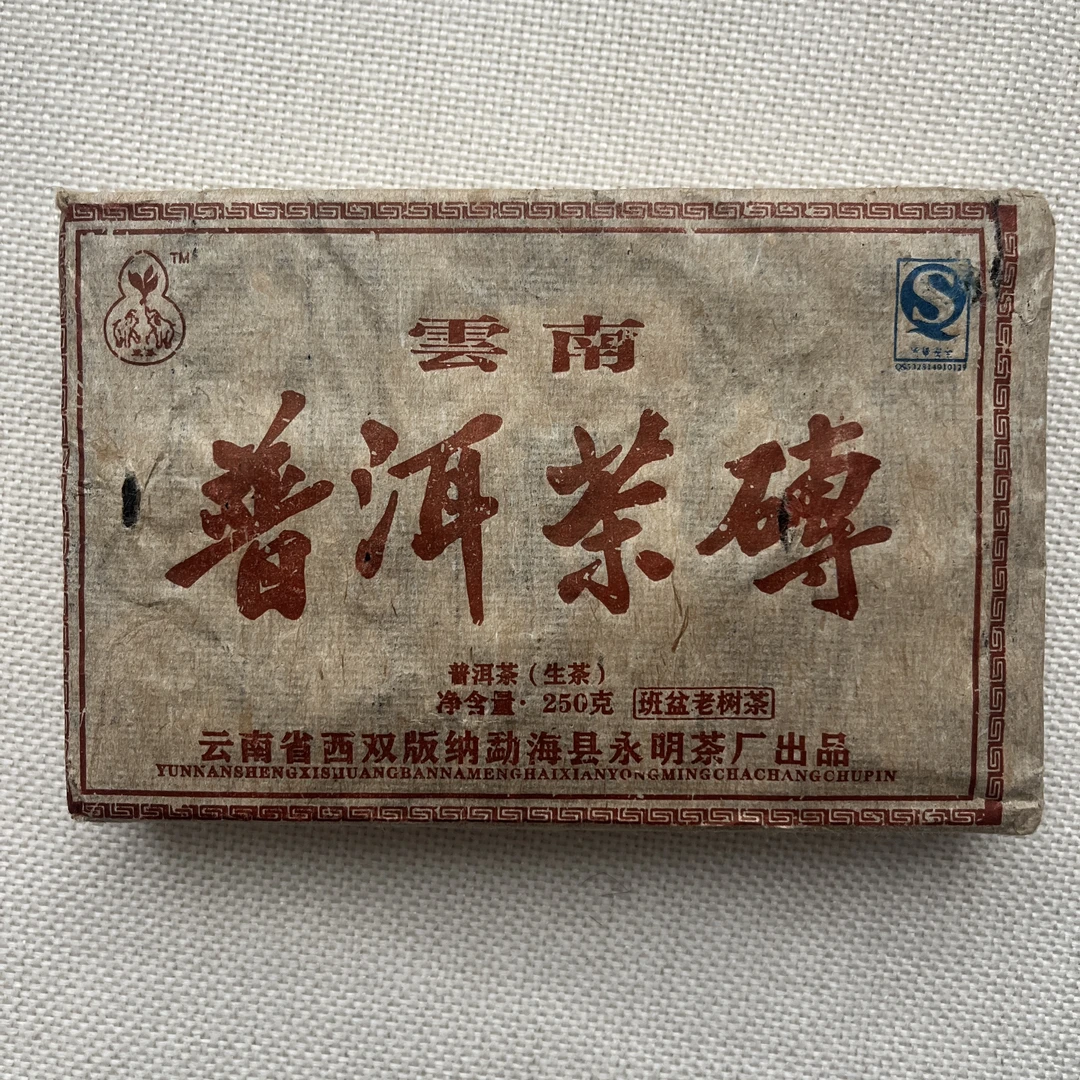 TM
雲南
普洱茶磚
普洱茶（生茶）
净含量·250克 班盆老树茶
云南省西双版纳勐海县永明茶厂出品
YUNNANSHENGXISHUANGBANNAMENGHAIXIANYONGMINGCHACHANGCHUPIN